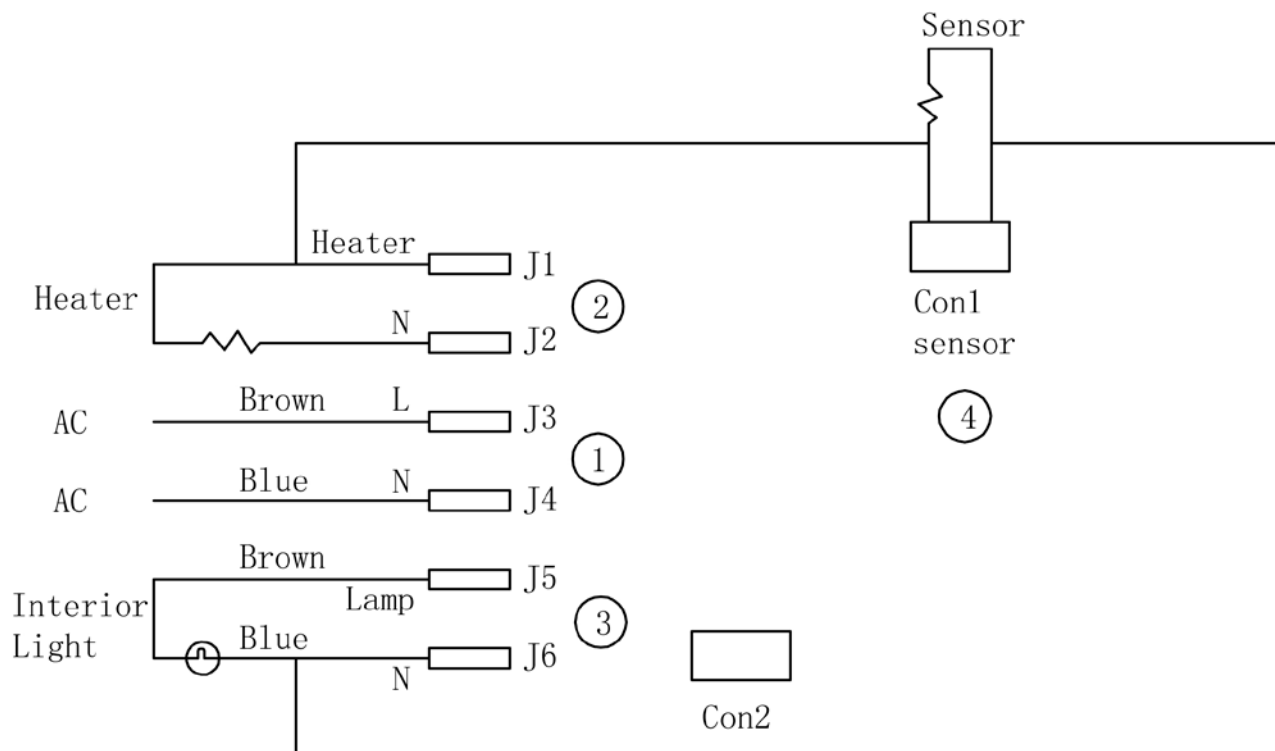 Sensor
Heater
J1
Heater
2
Con1
sensor
N
J2
Brown
L
J3
AC
4
1
Blue
N
J4
AC
Brown
J5
Lamp
Interior
Light
3
Blue
J6
N
Con2